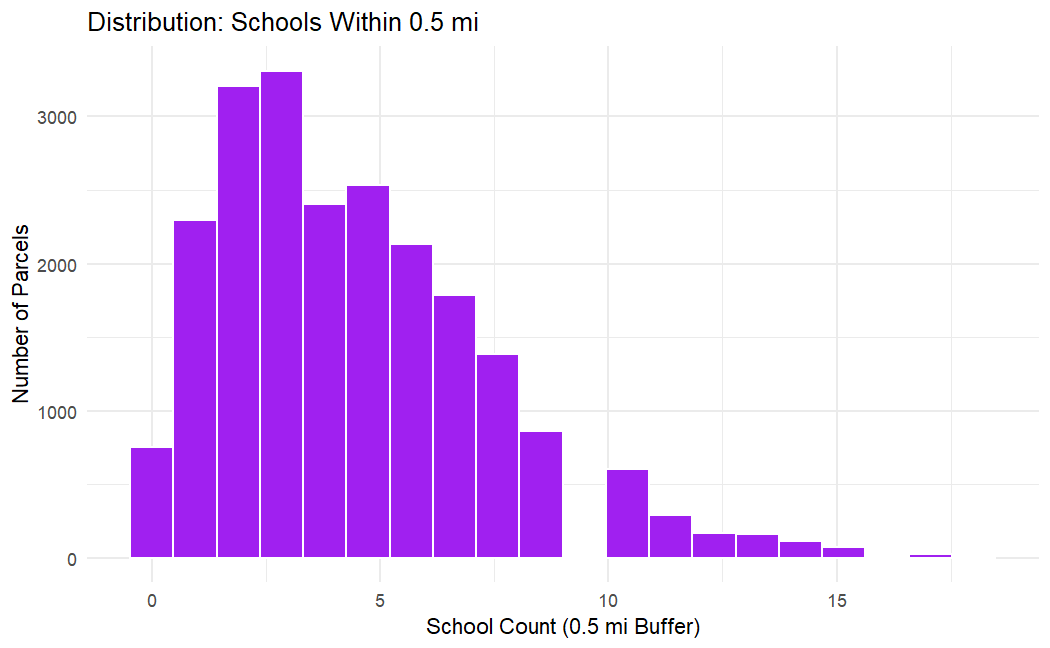 Distribution: Schools Within 0.5 mi
Number of Parcels
3000
2000
1000
0
0 5 10 15
School Count (0.5 mi Buffer)